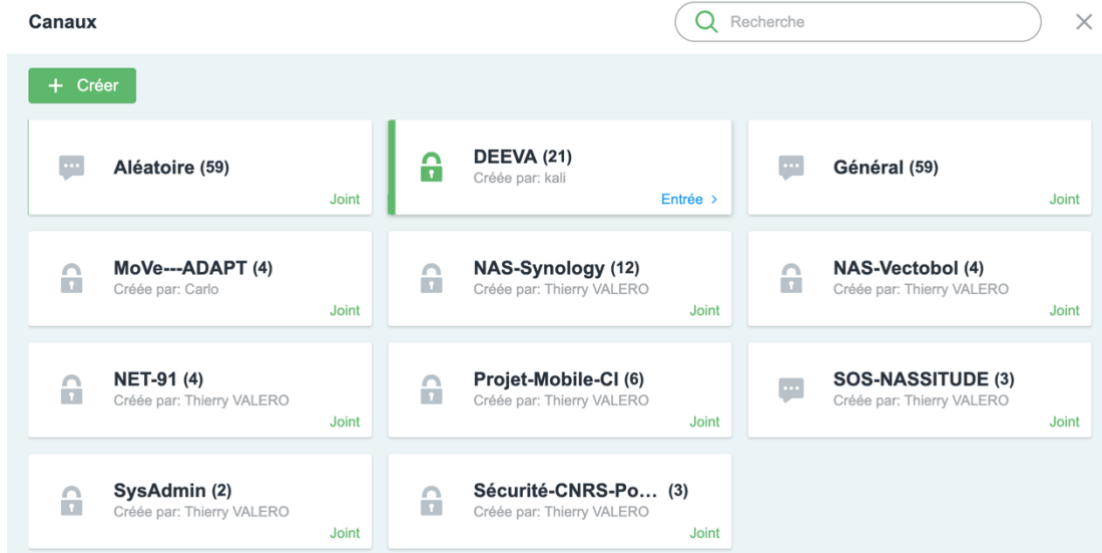 Canaux
Recherche
+ Créer
Aléatoire (59)
Joint
DEEVA (21)
Créée par: kali
Entrée >
Général (59)
Joint
MoVe---ADAPT (4)
Créée par: Carlo
Joint
NAS-Synology (12)
Créée par: Thierry VALERO
Joint
NAS-Vectobol (4)
Créée par: Thierry VALERO
Joint
NET-91 (4)
Créée par: Thierry VALERO
Joint
Projet-Mobile-CI (6)
Créée par: Thierry VALERO
Joint
SOS-NASSITUDE (3)
Créée par: Thierry VALERO
Joint
SysAdmin (2)
Créée par: Thierry VALERO
Joint
Sécurité-CNRS-Po... (3)
Créée par: Thierry VALERO
Joint